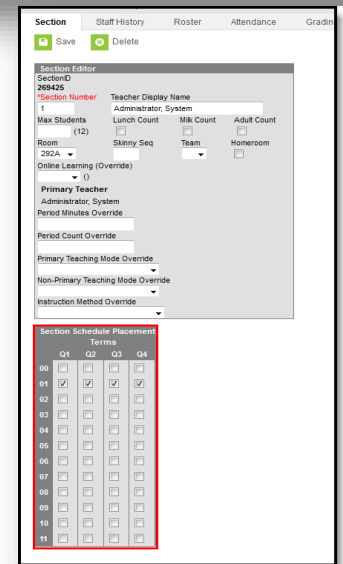 Section Staff History Roster Attendance Gradin
Save Delete
Section Editor
SectionID
269425
*Section Number Teacher Display Name
1 Administrator, System
Max Students Lunch Count Milk Count Adult Count
(12)
Room Skinny Seq Team Homeroom
292A
Online Learning (Override)
()
Primary Teacher
Administrator, System
Period Minutes Override
Period Count Override
Primary Teaching Mode Override
Non-Primary Teaching Mode Override
Instruction Method Override
Section Schedule Placement
Terms
Q1 Q2 Q3 Q4
00
01
02
03
04
05
06
07
08
09
10
11